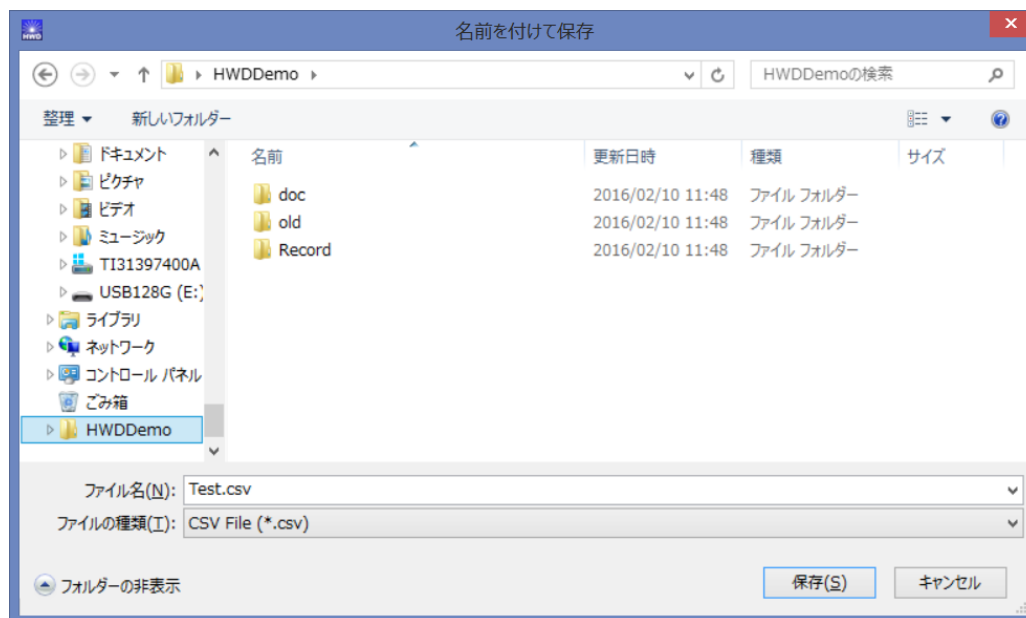 HWD
名前を付けて保存
HWDDemo
HWDDemoの検索
整理
新しいフォルダー
名前 更新日時 種類 サイズ
ドキュメント
ピクチャ
ビデオ
ミュージック
TI31397400A
USB128G (E:)
ライブラリ
ネットワーク
コントロール パネル
ごみ箱
HWDDemo
doc 2016/02/10 11:48 ファイル フォルダー
old 2016/02/10 11:48 ファイル フォルダー
Record 2016/02/10 11:48 ファイル フォルダー
ファイル名(N): Test.csv
ファイルの種類(T): CSV File (*.csv)
フォルダーの非表示
保存(S) キャンセル